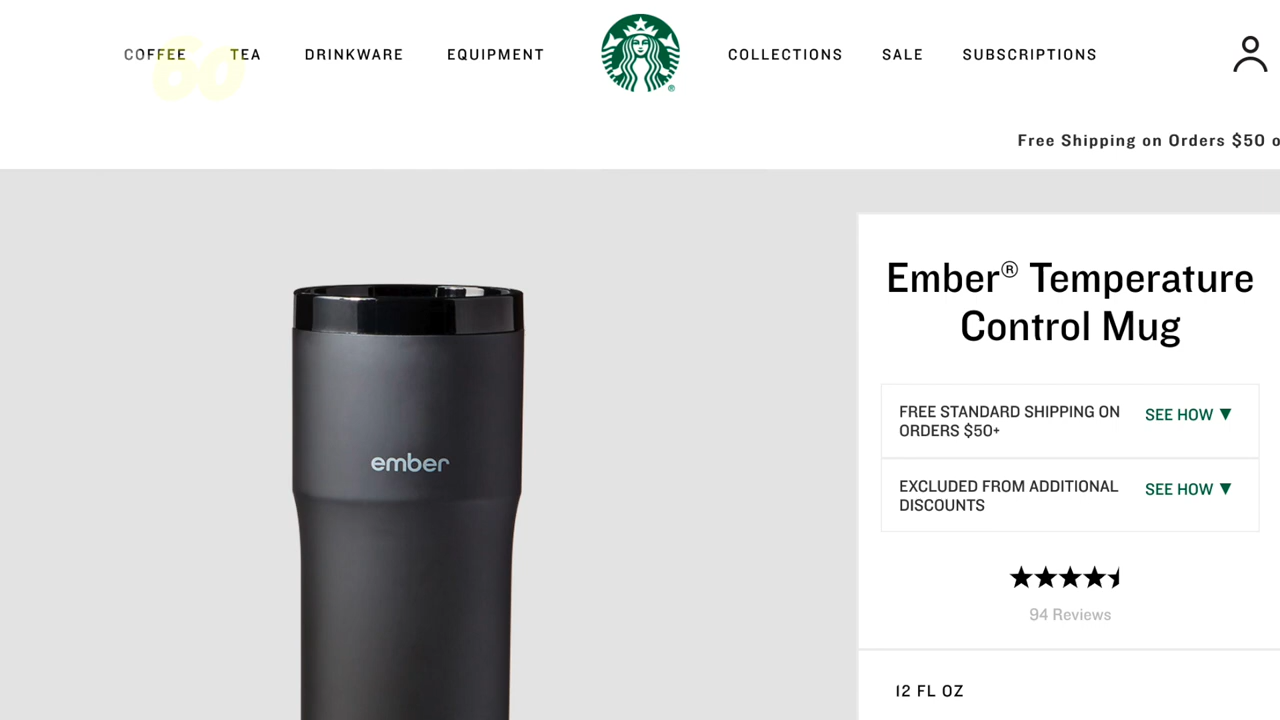 COFFEE TEA DRINKWARE EQUIPMENT COLLECTIONS SALE SUBSCRIPTIONS
60
®
Free Shipping on Orders $50 o
Ember® Temperature
Control Mug
FREE STANDARD SHIPPING ON
ORDERS $50+
SEE HOW ▼
EXCLUDED FROM ADDITIONAL
DISCOUNTS
SEE HOW ▼
ember
94 Reviews
12 FL OZ